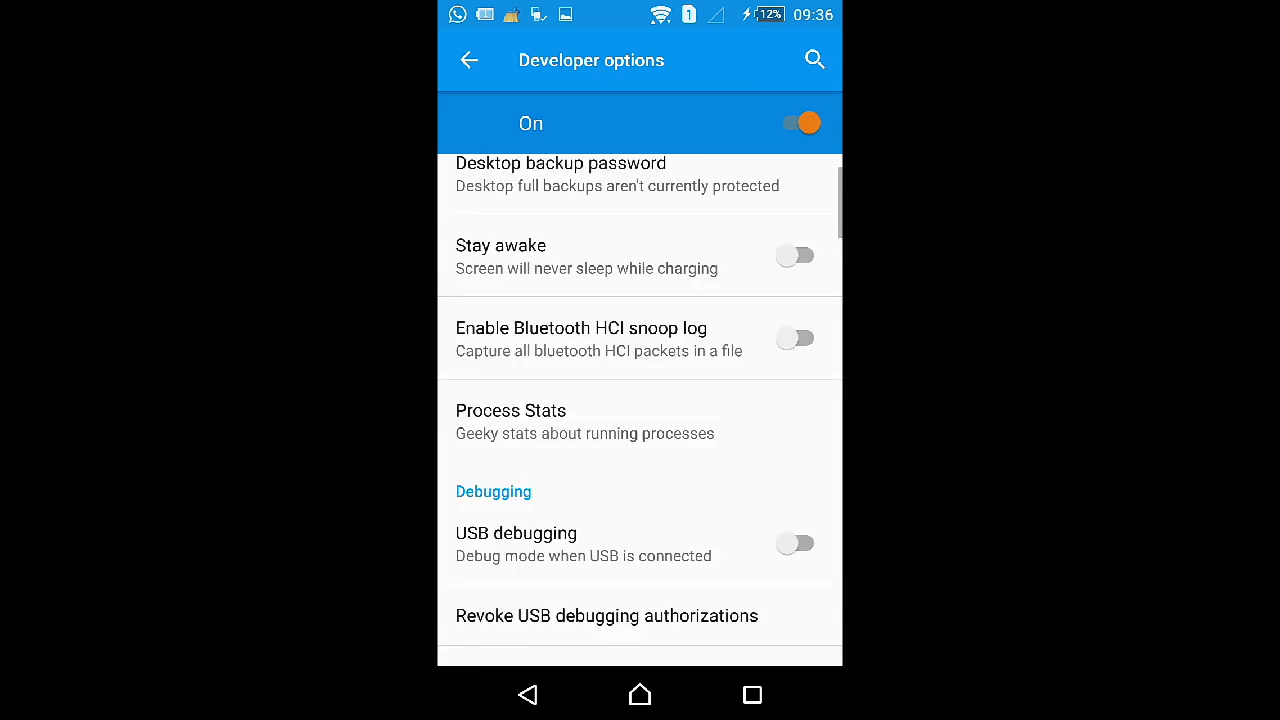 1 12% 09:36
Developer options
On
Desktop backup password
Desktop full backups aren't currently protected
Stay awake
Screen will never sleep while charging
Enable Bluetooth HCI snoop log
Capture all bluetooth HCI packets in a file
Process Stats
Geeky stats about running processes
Debugging
USB debugging
Debug mode when USB is connected
Revoke USB debugging authorizations